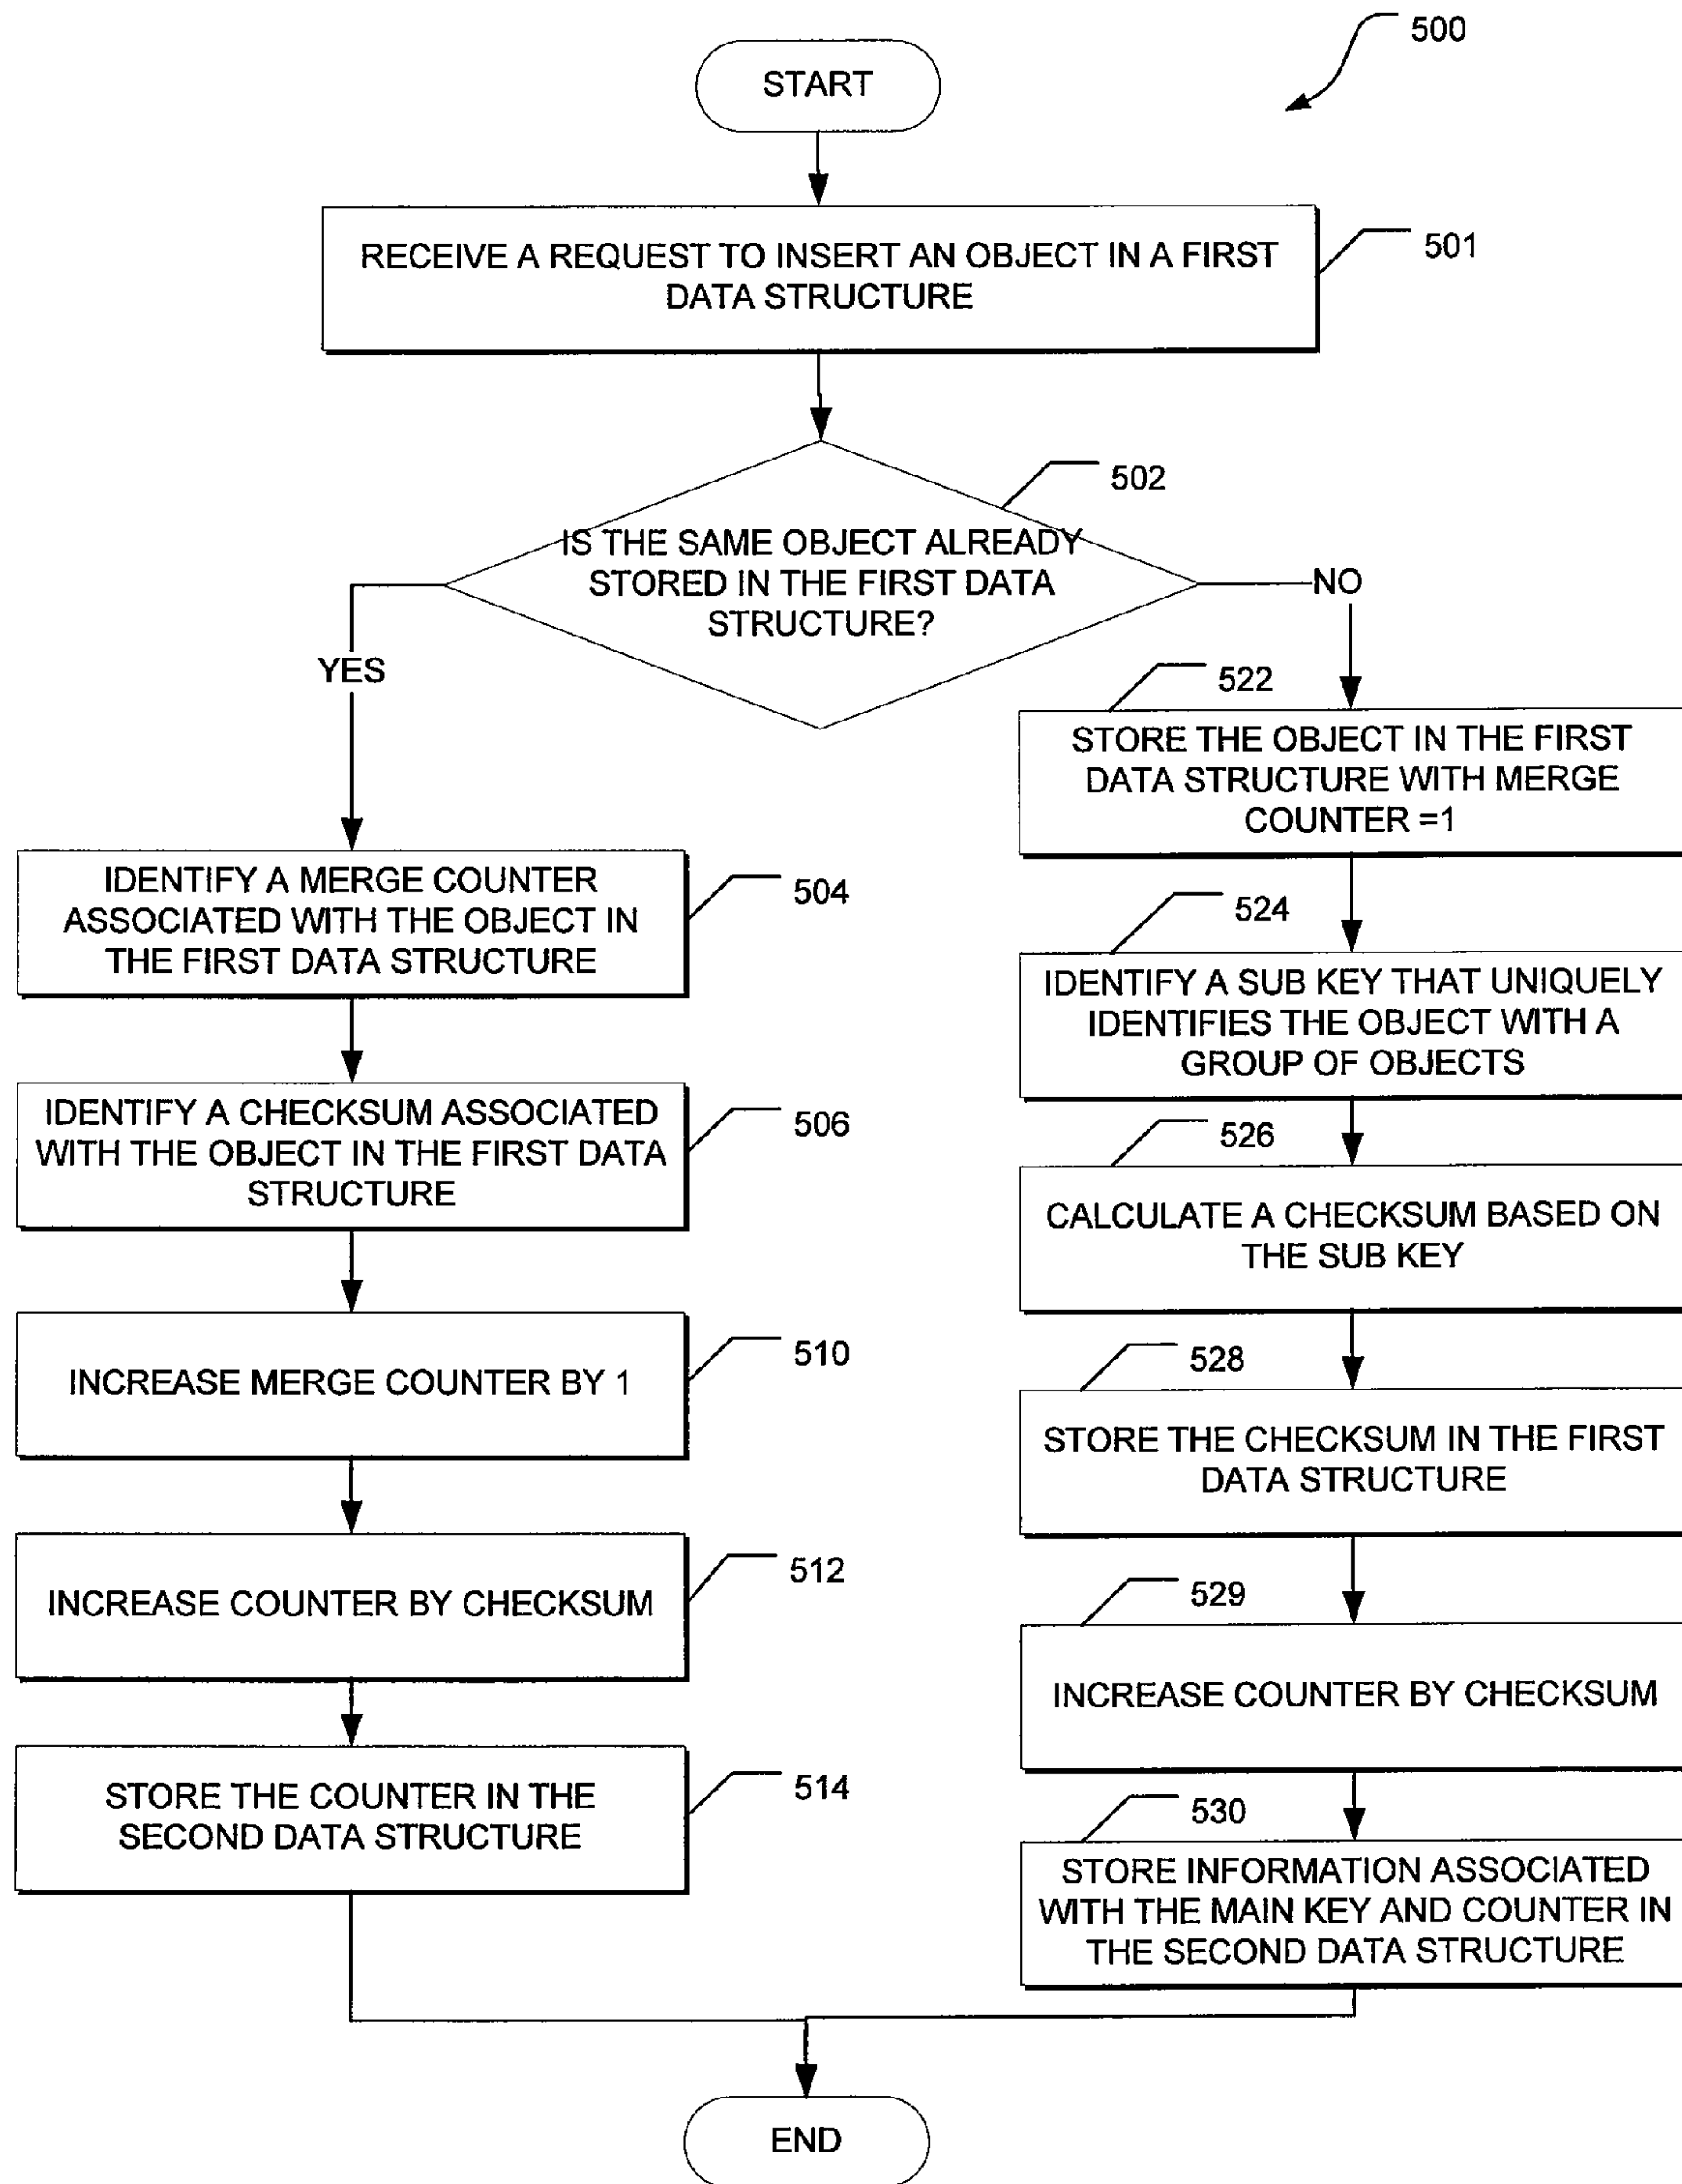 500
START
RECEIVE A REQUEST TO INSERT AN OBJECT IN A FIRST
DATA STRUCTURE
501
502
IS THE SAME OBJECT ALREADY
STORED IN THE FIRST DATA
STRUCTURE?
YES
NO
IDENTIFY A MERGE COUNTER
ASSOCIATED WITH THE OBJECT IN
THE FIRST DATA STRUCTURE
504
IDENTIFY A CHECKSUM ASSOCIATED
WITH THE OBJECT IN THE FIRST DATA
STRUCTURE
506
INCREASE MERGE COUNTER BY 1
510
INCREASE COUNTER BY CHECKSUM
512
STORE THE COUNTER IN THE
SECOND DATA STRUCTURE
514
522
STORE THE OBJECT IN THE FIRST
DATA STRUCTURE WITH MERGE
COUNTER =1
524
IDENTIFY A SUB KEY THAT UNIQUELY
IDENTIFIES THE OBJECT WITH A
GROUP OF OBJECTS
526
CALCULATE A CHECKSUM BASED ON
THE SUB KEY
528
STORE THE CHECKSUM IN THE FIRST
DATA STRUCTURE
529
INCREASE COUNTER BY CHECKSUM
530
STORE INFORMATION ASSOCIATED
WITH THE MAIN KEY AND COUNTER IN
THE SECOND DATA STRUCTURE
END